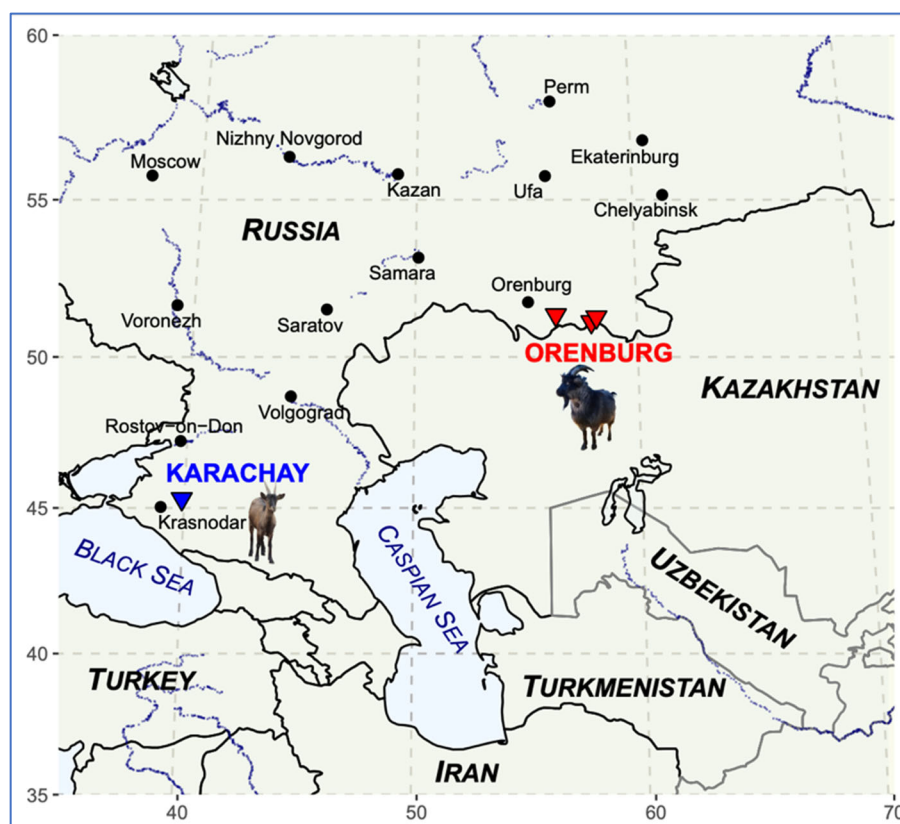 60
Perm
Nizhny Novgorod
Moscow
Ekaterinburg
Kazan
Ufa
55
Chelyabinsk
RUSSIA
Samara
Orenburg
Voronezh
Saratov
50
ORENBURG
KAZAKHSTAN
Volgograd
Rostov-on-Don
KARACHAY
45
Krasnodar
BLACK SEA
CASPIAN SEA
UZBEKISTAN
40
TURKEY
TURKMENISTAN
IRAN
35
40
50
60
70